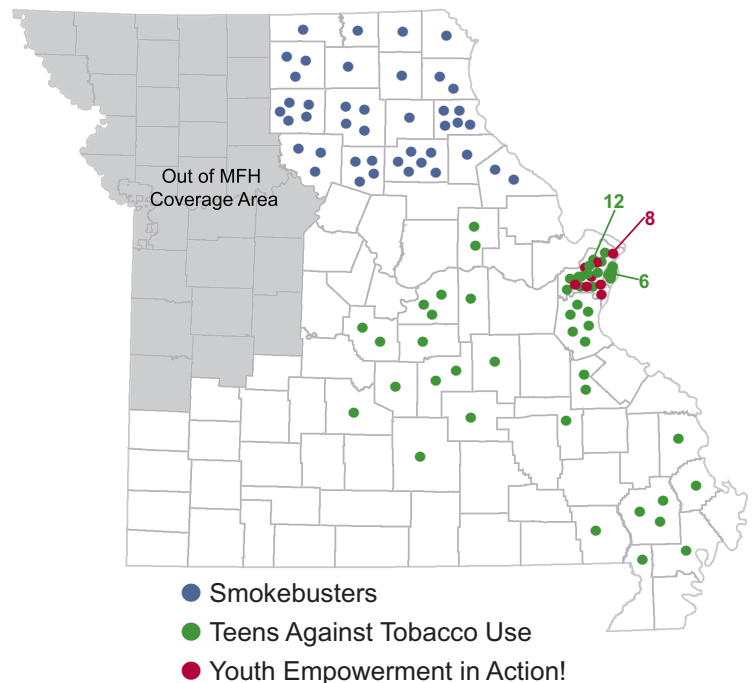 Out of MFH
Coverage Area
12
8
6
Smokebusters
Teens Against Tobacco Use
Youth Empowerment in Action!